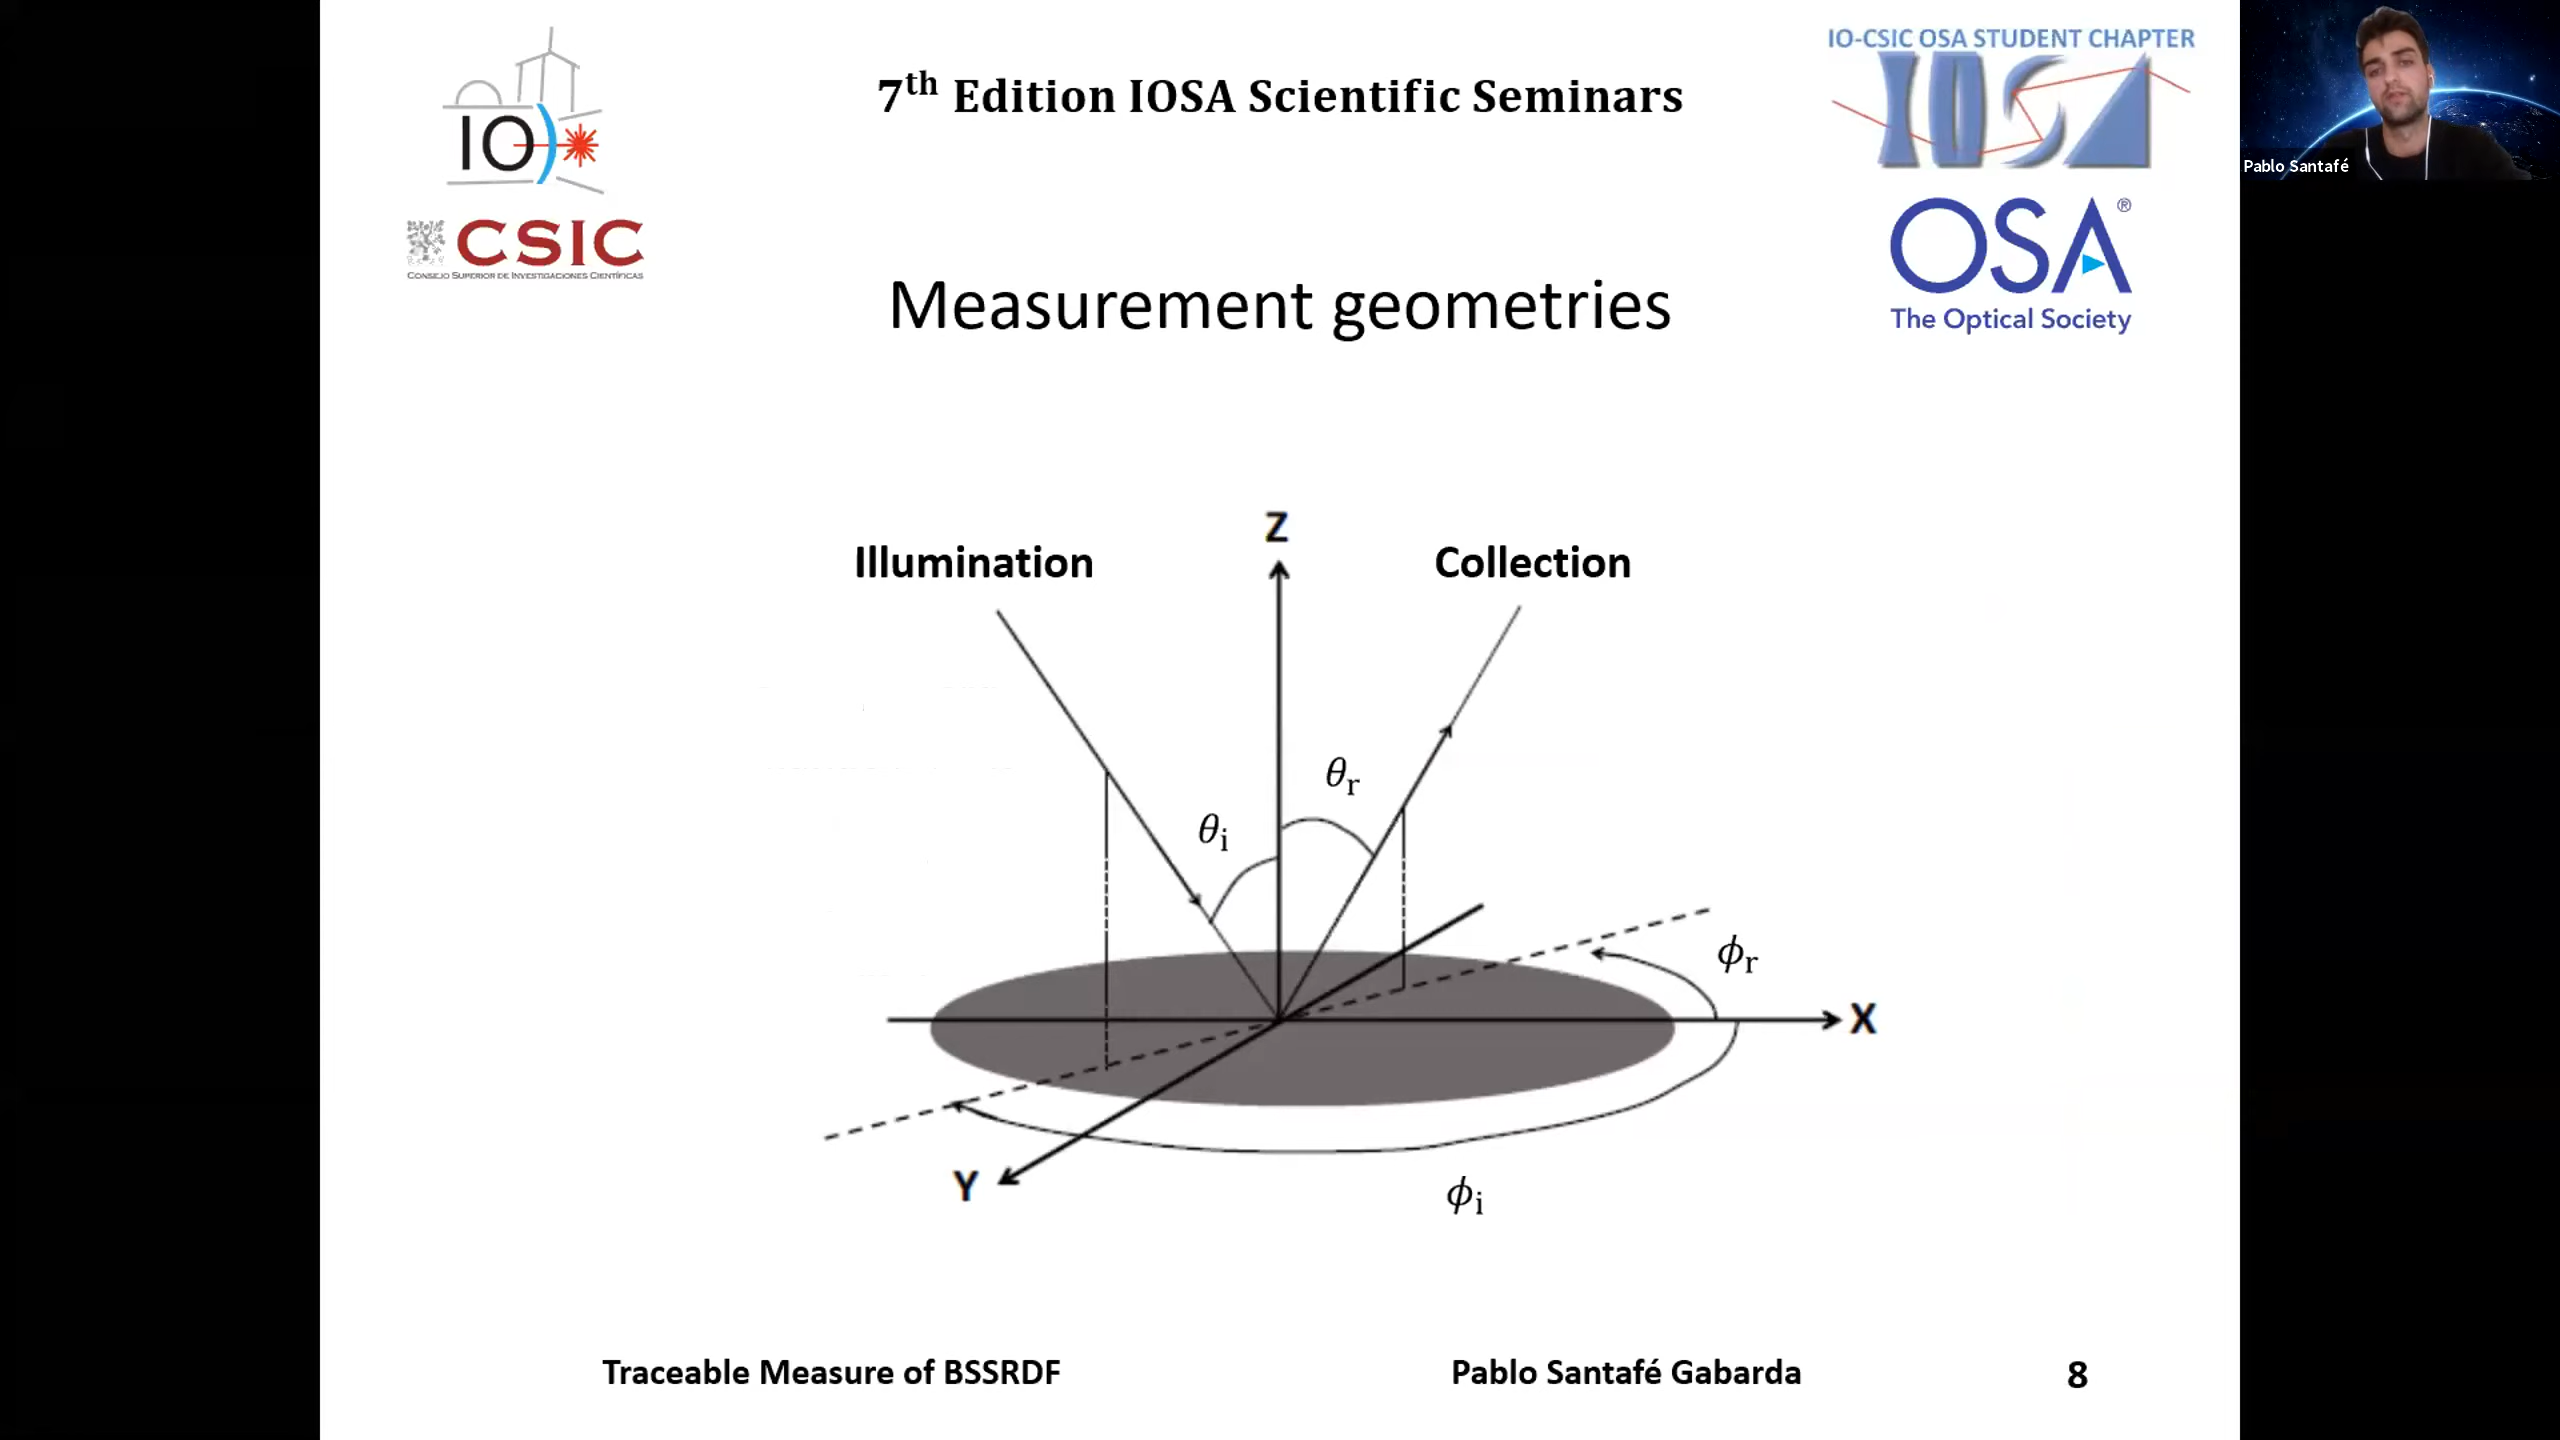 IO
CSIC
CONSEJO SUPERIOR DE INVESTIGACIONES CIENTÍFICAS
7th Edition IOSA Scientific Seminars
IO-CSIC OSA STUDENT CHAPTER
IOSA
OSA®
The Optical Society
Pablo Santafé
Measurement geometries
Z
Illumination
Collection
θr
θi
ϕr
X
Y
ϕi
Traceable Measure of BSSRDF
Pablo Santafé Gabarda
8